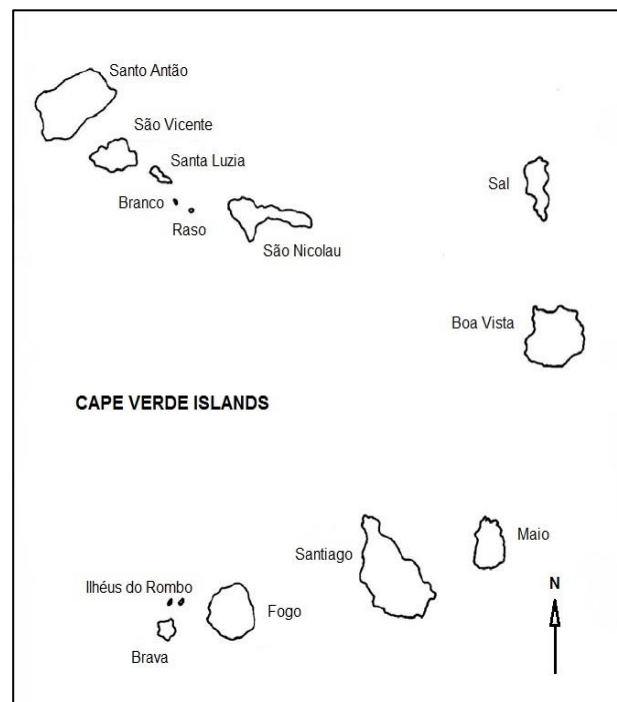 Santo Antão
São Vicente
Santa Luzia
Branco
Raso
São Nicolau
Sal
Boa Vista
CAPE VERDE ISLANDS
Santiago
Maio
Ilhéus do Rombo
Fogo
Brava
N